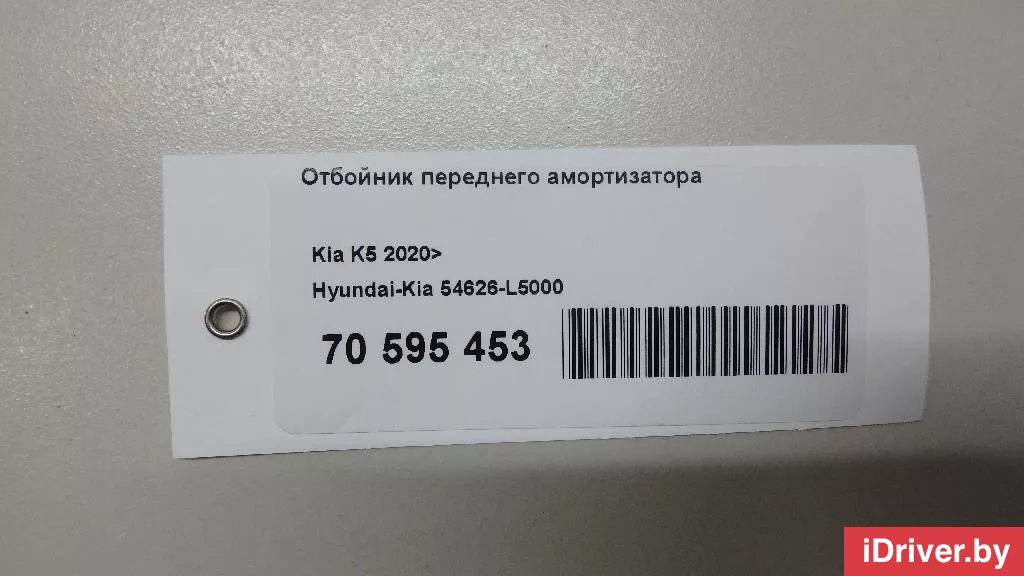 Отбойник переднего амортизатора
Kia K5 2020>
Hyundai-Kia 54626-L5000
70 595 453
iDriver.by